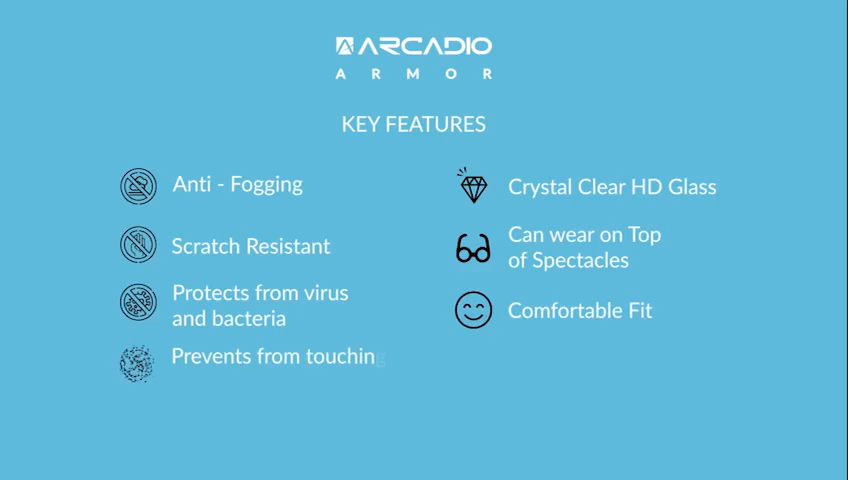 ARCADIO
ARMOR
KEY FEATURES
Anti - Fogging
Scratch Resistant
Protects from virus
and bacteria
Prevents from touching
Crystal Clear HD Glass
Can wear on Top
of Spectacles
Comfortable Fit